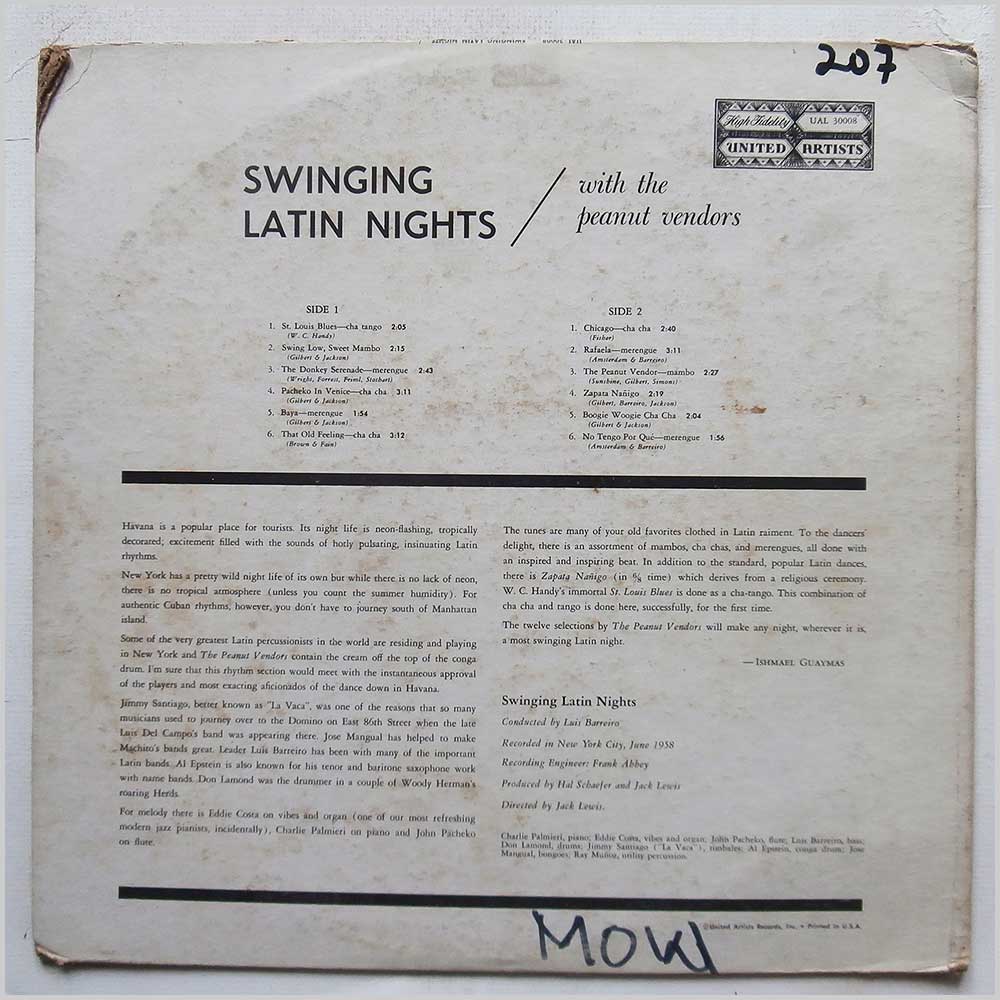 207
High Fidelity UAL 30008
UNITED ARTISTS
SWINGING
LATIN NIGHTS
with the
peanut vendors
SIDE 1
1. St. Louis Blues—cha tango 2:05
(W. C. Handy)
2. Swing Low, Sweet Mambo 2:15
(Gilbert & Jackson)
3. The Donkey Serenade—merengue 2:43
(Wright, Forrest, Friml, Stothart)
4. Pacheko In Venice—cha cha 3:11
(Gilbert & Jackson)
5. Baya—merengue 1:54
(Gilbert & Jackson)
6. That Old Feeling—cha cha 3:12
(Brown & Fain)
SIDE 2
1. Chicago—cha cha 2:40
(Fisher)
2. Rafaela—merengue 3:11
(Amsterdam & Barreiro)
3. The Peanut Vendor—mambo 2:27
(Sunshine, Gilbert, Simons)
4. Zapata Nañigo 2:19
(Gilbert, Barreiro, Jackson)
5. Boogie Woogie Cha Cha 2:04
(Gilbert & Jackson)
6. No Tengo Por Qué—merengue 1:56
(Amsterdam & Barreiro)
Havana is a popular place for tourists. Its night life is neon-flashing, tropically
decorated; excitement filled with the sounds of hotly pulsating, insinuating Latin
rhythms.
New York has a pretty wild night life of its own but while there is no lack of neon,
there is no tropical atmosphere (unless you count the summer humidity). For
authentic Cuban rhythms, however, you don't have to journey south of Manhattan
island.
Some of the very greatest Latin percussionists in the world are residing and playing
in New York and The Peanut Vendors contain the cream off the top of the conga
drum. I'm sure that this rhythm section would meet with the instantaneous approval
of the players and most exacting aficionados of the dance down in Havana.
Jimmy Santiago, better known as "La Vaca", was one of the reasons that so many
musicians used to journey over to the Domino on East 86th Street when the late
Luis Del Campo's band was appearing there. Jose Mangual has helped to make
Machito's bands great. Leader Luis Barreiro has been with many of the important
Latin bands. Al Epstein is also known for his tenor and baritone saxophone work
with name bands. Don Lamond was the drummer in a couple of Woody Herman's
roaring Herds.
For melody there is Eddie Costa on vibes and organ (one of our most refreshing
modern jazz pianists, incidentally), Charlie Palmieri on piano and John Pacheko
on flute.
The tunes are many of your old favorites clothed in Latin raiment. To the dancers'
delight, there is an assortment of mambos, cha chas, and merengues, all done with
an inspired and inspiring beat. In addition to the standard, popular Latin dances,
there is Zapata Nañigo (in 6/8 time) which derives from a religious ceremony.
W. C. Handy's immortal St. Louis Blues is done as a cha-tango. This combination of
cha cha and tango is done here, successfully, for the first time.
The twelve selections by The Peanut Vendors will make any night, wherever it is,
a most swinging Latin night.
—ISHMAEL GUAYMAS
Swinging Latin Nights
Conducted by Luis Barreiro
Recorded in New York City, June 1958
Recording Engineer: Frank Abbey
Produced by Hal Schaefer and Jack Lewis
Directed by Jack Lewis.
Charlie Palmieri, piano; Eddie Costa, vibes and organ; John Pacheko, flute; Luis Barreiro, bass;
Don Lamond, drums; Jimmy Santiago ("La Vaca"), timbales; Al Epstein, conga drum; Jose
Mangual, bongoes; Ray Muñoz, utility percussion.
©United Artists Records, Inc. • Printed in U.S.A.